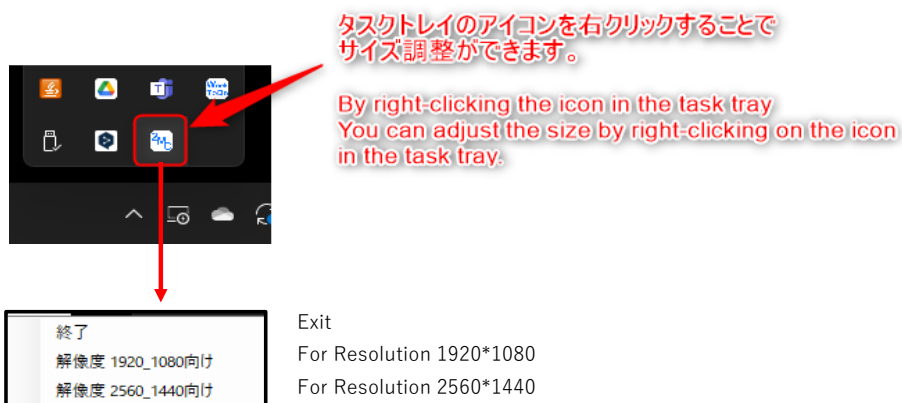 タスクトレイのアイコンを右クリックすることで
サイズ調整ができます。
By right-clicking the icon in the task tray
You can adjust the size by right-clicking on the icon
in the task tray.
終了
解像度 1920_1080向け
解像度 2560_1440向け
Exit
For Resolution 1920*1080
For Resolution 2560*1440